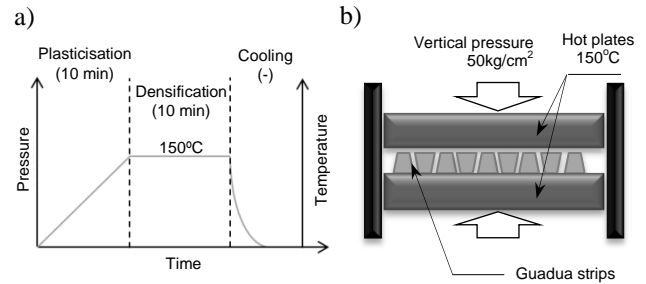 a)
Plasticisation
(10 min)
Densification
(10 min)
Cooling
(-)
150ºC
Pressure
Temperature
Time
b)
Vertical pressure
50kg/cm²
Hot plates
150°C
Guadua strips